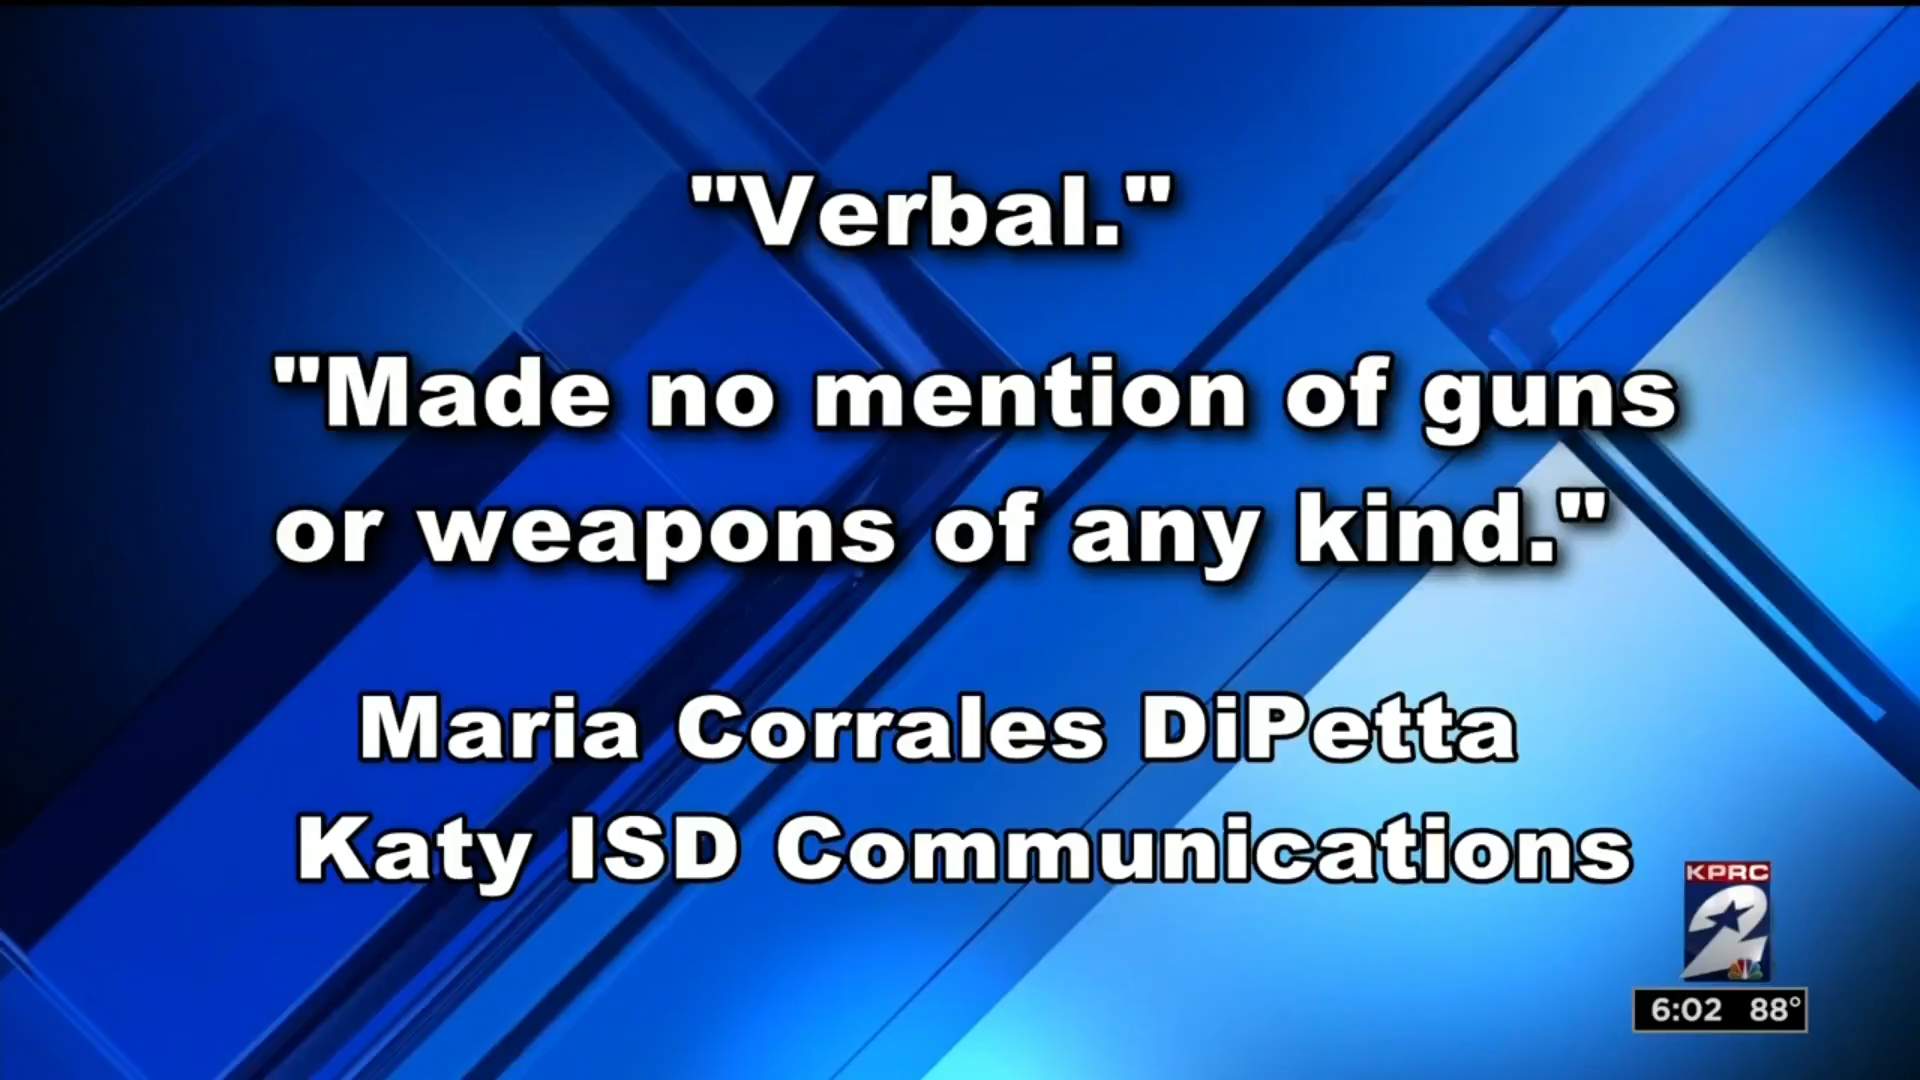 "Verbal."
"Made no mention of guns
or weapons of any kind."
Maria Corrales DiPetta
Katy ISD Communications
KPRC
2
6:02 88°